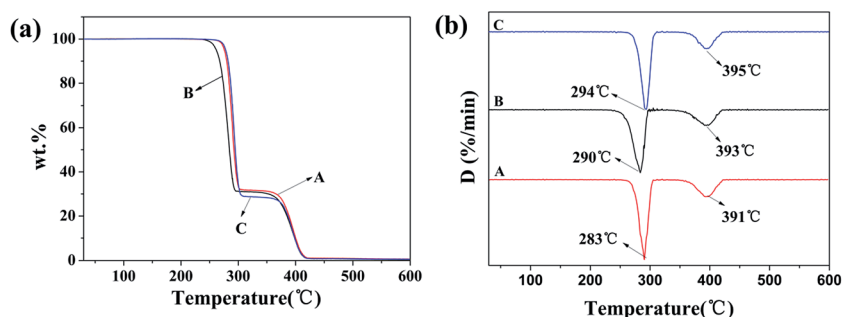 (a)
wt.%
100
80
60
40
20
0
B
A
C
100 200 300 400 500 600
Temperature(℃)
(b)
D (%/min)
C
294℃
395℃
B
290℃
393℃
A
283℃
391℃
100 200 300 400 500 600
Temperature(℃)